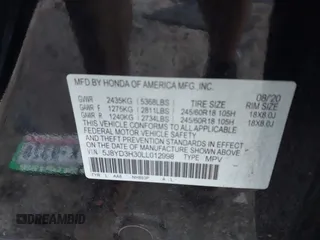 MFD BY HONDA OF AMERICA MFG., INC. 08/20
GVWR 2435KG 5368LBS TIRE SIZE RIM SIZE
GAWR F 1275KG 2811LBS 245/60R18 105H 18X8.0J
GAWR R 1240KG 2734LBS 245/60R18 105H 18X8.0J
THIS VEHICLE CONFORMS TO ALL APPLICABLE
FEDERAL MOTOR VEHICLE SAFETY AND
THEFT PREVENTION STANDARDS IN EFFECT ON THE
DATE OF MANUFACTURE SHOWN ABOVE.
5J8YD3H30LL012998 TYPE: MPV